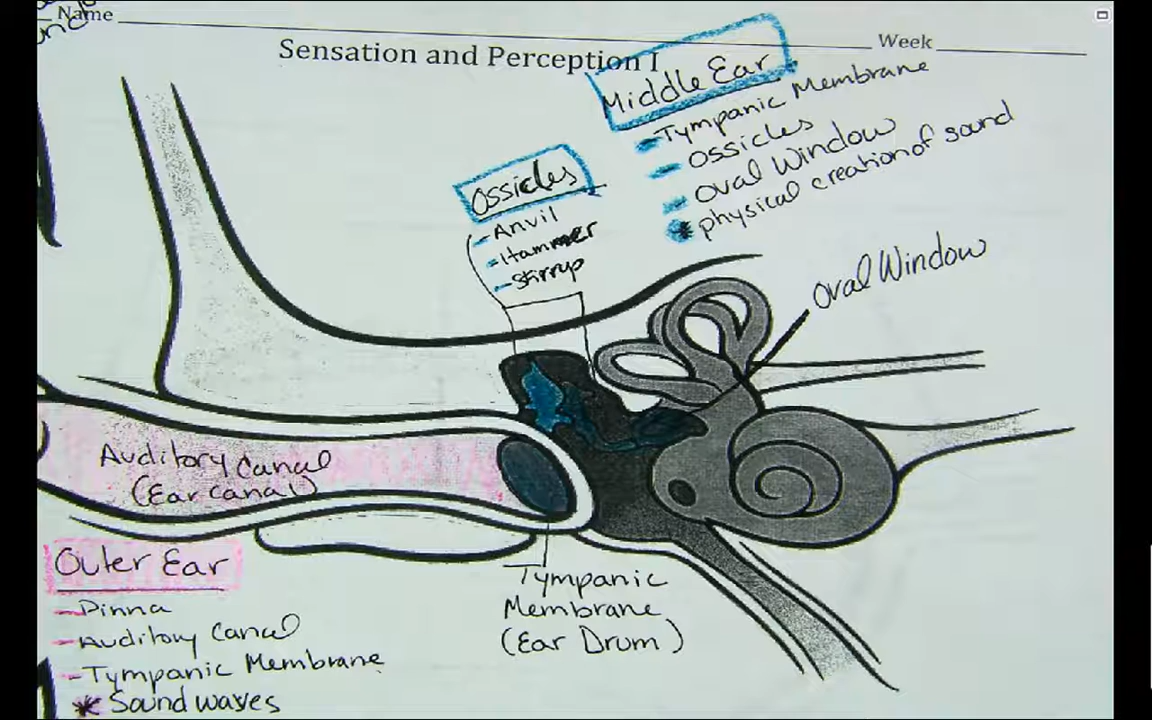 Name
Week
Sensation and Perception I
Middle Ear
- Tympanic Membrane
- Ossicles
- Oval Window
* physical creation of sound
Ossicles
- Anvil
- Hammer
- Stirrup
Oval Window
Auditory Canal
(Ear canal)
Outer Ear
- Pinna
- Auditory Canal
- Tympanic Membrane
* Sound waves
Tympanic
Membrane
(Ear Drum)